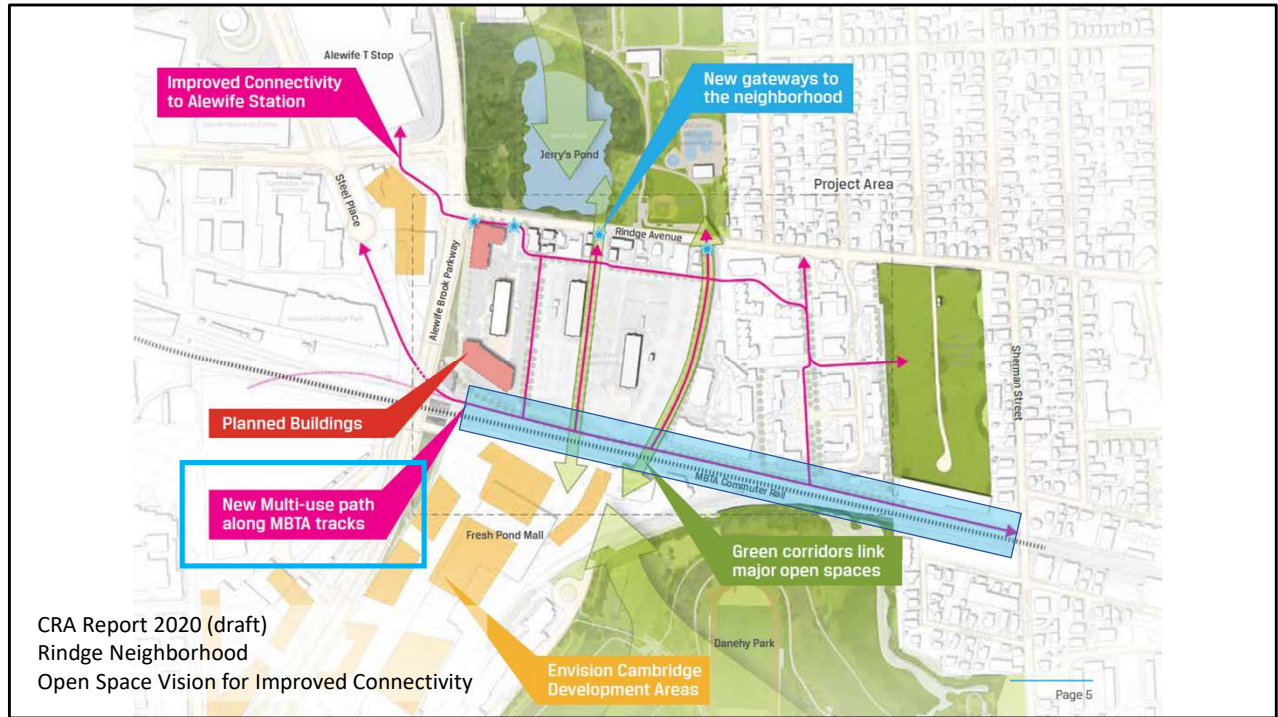 Alewife T Stop
Improved Connectivity
to Alewife Station
New gateways to
the neighborhood
Jerry's Pond
Steel Place
Project Area
Rindge Avenue
Alewife Brook Parkway
Sherman Street
Planned Buildings
New Multi-use path
along MBTA tracks
MBTA Commuter Rail
Fresh Pond Mall
Green corridors link
major open spaces
Danehy Park
CRA Report 2020 (draft)
Rindge Neighborhood
Open Space Vision for Improved Connectivity
Envision Cambridge
Development Areas
Page 5